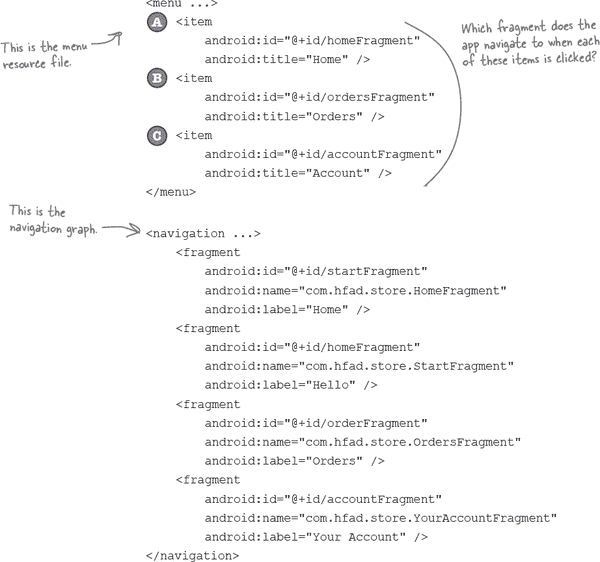 <menu ...>
A <item
android:id="@+id/homeFragment"
android:title="Home" />
B <item
android:id="@+id/ordersFragment"
android:title="Orders" />
C <item
android:id="@+id/accountFragment"
android:title="Account" />
</menu>
This is the menu
resource file.
Which fragment does the
app navigate to when each
of these items is clicked?
This is the
navigation graph.
<navigation ...>
<fragment
android:id="@+id/startFragment"
android:name="com.hfad.store.HomeFragment"
android:label="Home" />
<fragment
android:id="@+id/homeFragment"
android:name="com.hfad.store.StartFragment"
android:label="Hello" />
<fragment
android:id="@+id/orderFragment"
android:name="com.hfad.store.OrdersFragment"
android:label="Orders" />
<fragment
android:id="@+id/accountFragment"
android:name="com.hfad.store.YourAccountFragment"
android:label="Your Account" />
</navigation>